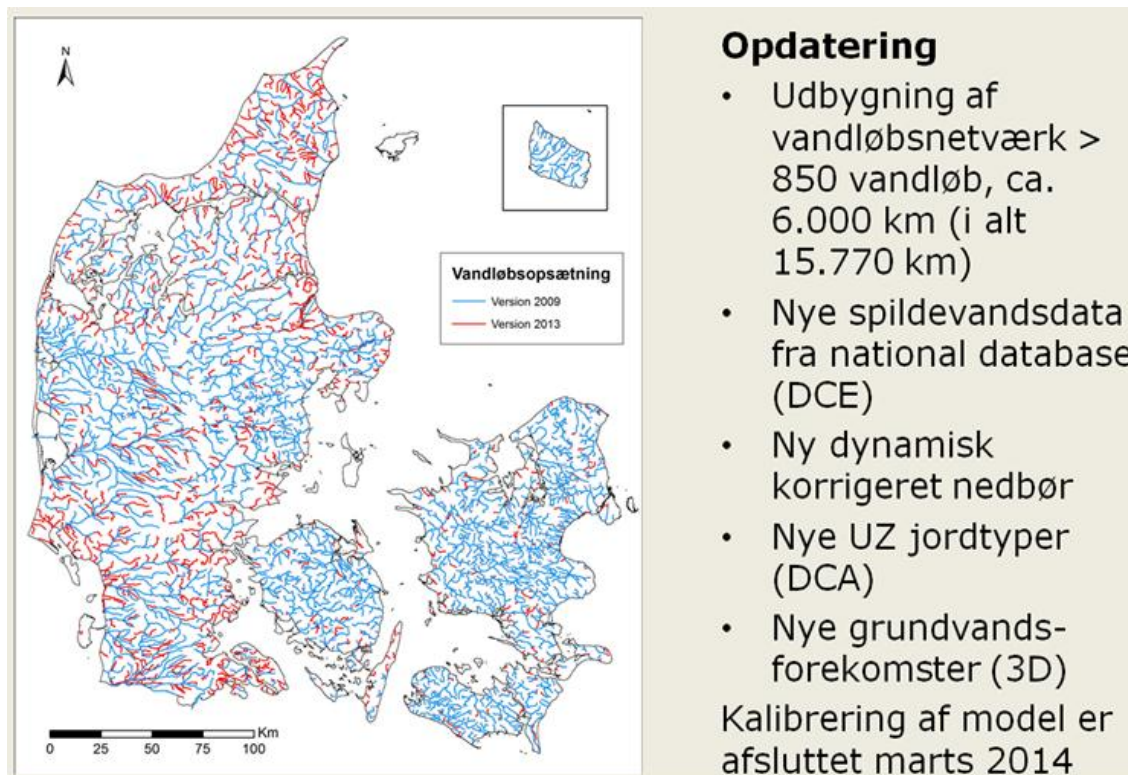 N
Vandløbsopsætning
Version 2009
Version 2013
Km
0 25 50 75 100
Opdatering
• Udbygning af
vandløbsnetværk >
850 vandløb, ca.
6.000 km (i alt
15.770 km)
• Nye spildevandsdata
fra national database
(DCE)
• Ny dynamisk
korrigeret nedbør
• Nye UZ jordtyper
(DCA)
• Nye grundvands-
forekomster (3D)
Kalibrering af model er
afsluttet marts 2014